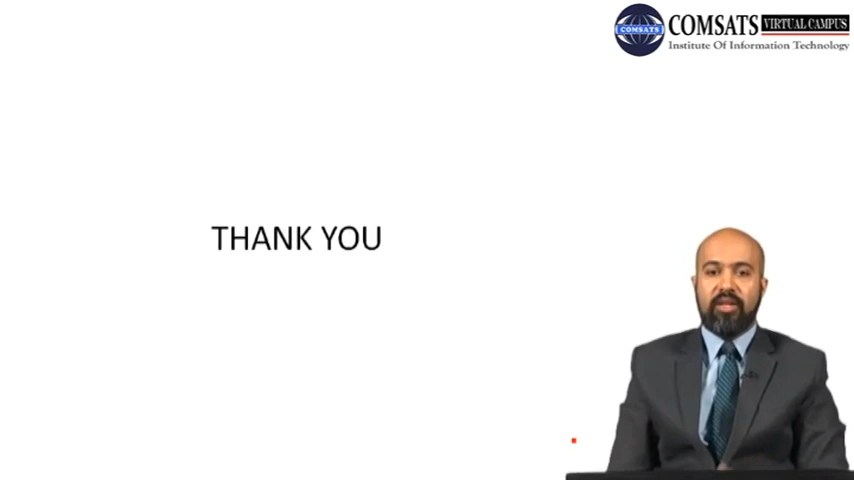 COMSATS VIRTUAL CAMPUS
COMSATS
Institute Of Information Technology
THANK YOU